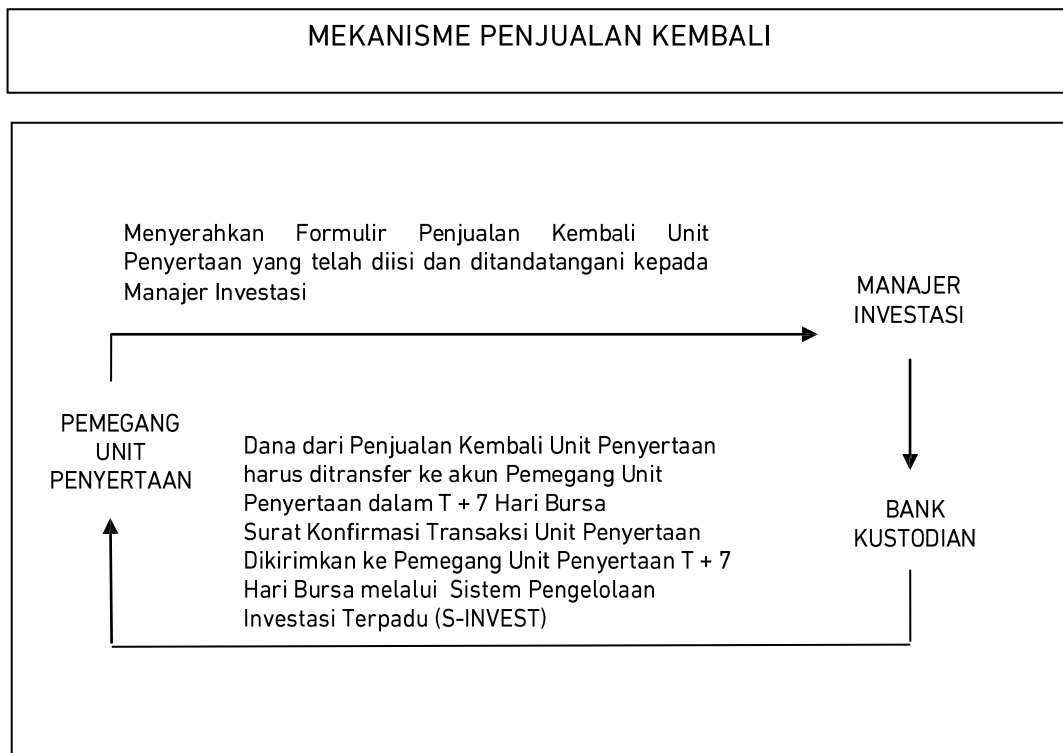 MEKANISME PENJUALAN KEMBALI
Menyerahkan Formulir Penjualan Kembali Unit
Penyertaan yang telah diisi dan ditandatangani kepada
Manajer Investasi
MANAJER
INVESTASI
PEMEGANG
UNIT
PENYERTAAN
Dana dari Penjualan Kembali Unit Penyertaan
harus ditransfer ke akun Pemegang Unit
Penyertaan dalam T + 7 Hari Bursa
Surat Konfirmasi Transaksi Unit Penyertaan
Dikirimkan ke Pemegang Unit Penyertaan T + 7
Hari Bursa melalui Sistem Pengelolaan
Investasi Terpadu (S-INVEST)
BANK
KUSTODIAN